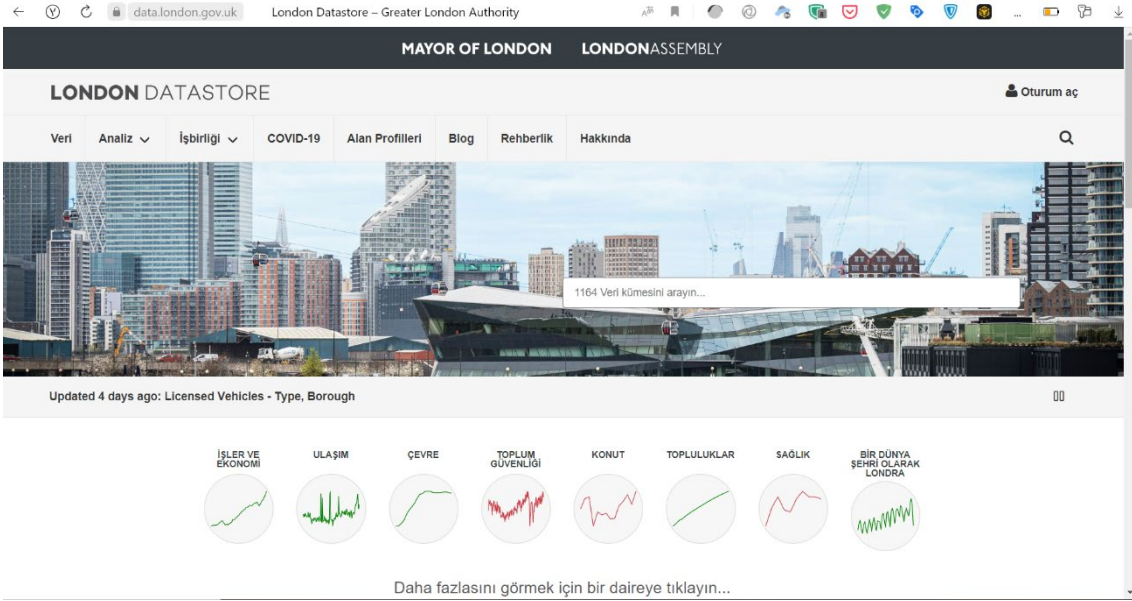 data.london.gov.uk London Datastore – Greater London Authority
MAYOR OF LONDON LONDONASSEMBLY
LONDON DATASTORE
Oturum aç
Veri Analiz İşbirliği COVID-19 Alan Profilleri Blog Rehberlik Hakkında
1164 Veri kümesini arayın...
Updated 4 days ago: Licensed Vehicles - Type, Borough
İŞLER VE
EKONOMİ
ULAŞIM
ÇEVRE
TOPLUM
GÜVENLİĞİ
KONUT
TOPLULUKLAR
SAĞLIK
BİR DÜNYA
ŞEHRİ OLARAK
LONDRA
Daha fazlasını görmek için bir daireye tıklayın...